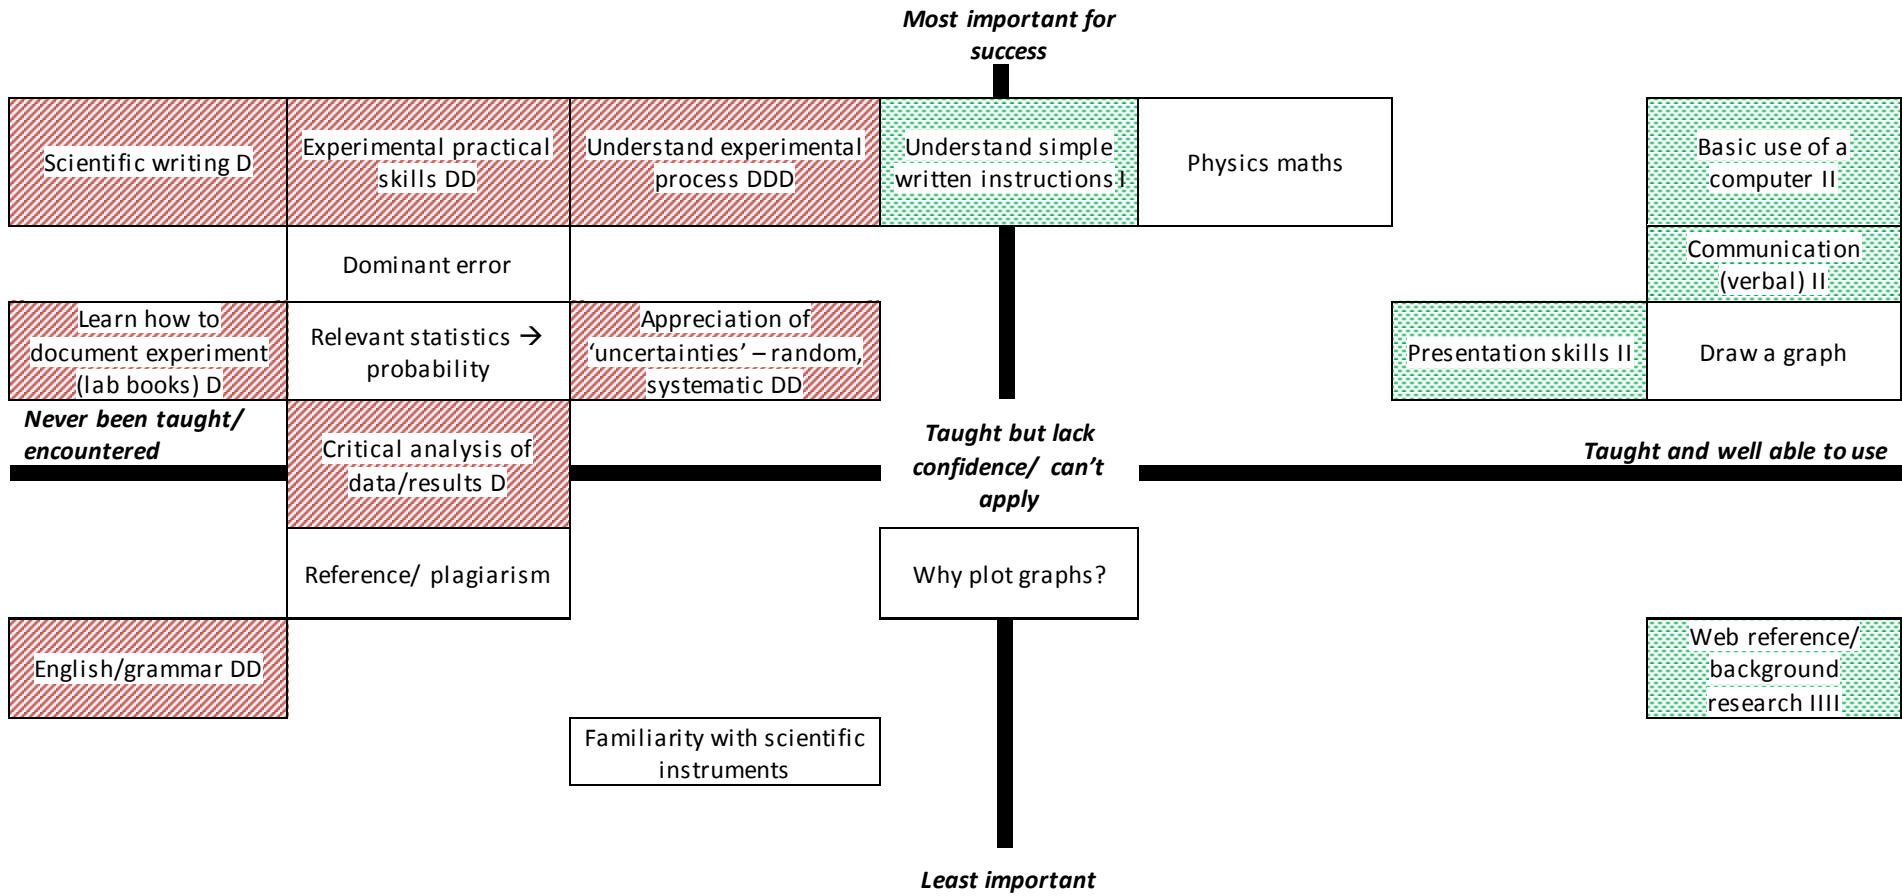 Most important for
success
Scientific writing D
Experimental practical
skills DD
Understand experimental
process DDD
Understand simple
written instructions I
Physics maths
Basic use of a
computer II
Dominant error
Communication
(verbal) II
Learn how to
document experiment
(lab books) D
Relevant statistics →
probability
Appreciation of
‘uncertainties’ – random,
systematic DD
Presentation skills II
Draw a graph
Never been taught/
encountered
Critical analysis of
data/results D
Taught but lack
confidence/ can’t
apply
Taught and well able to use
Reference/ plagiarism
Why plot graphs?
English/grammar DD
Web reference/
background
research IIII
Familiarity with scientific
instruments
Least important